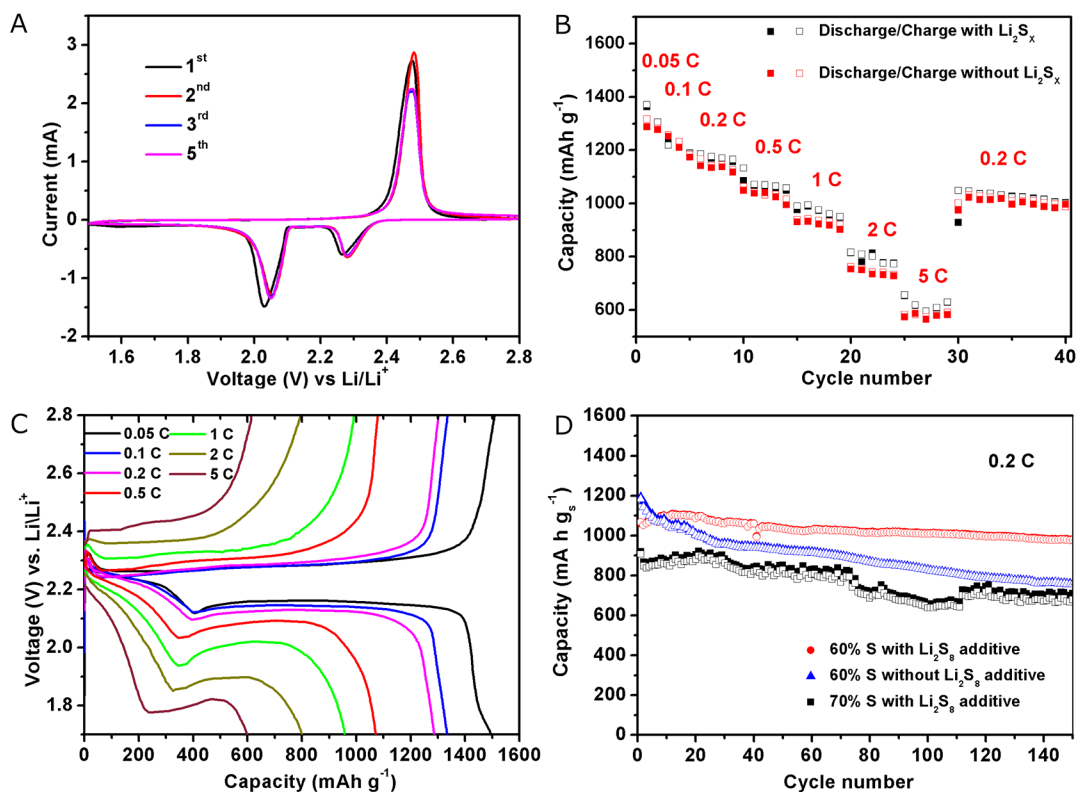 A
1st
2nd
3rd
5th
3
2
1
0
-1
-2
Current (mA)
1.6 1.8 2.0 2.2 2.4 2.6 2.8
Voltage (V) vs Li/Li+
B
Discharge/Charge with Li2SX
Discharge/Charge without Li2SX
0.05 C
0.1 C
0.2 C
0.5 C
1 C
2 C
5 C
0.2 C
1600
1400
1200
1000
800
600
Capacity (mAh g-1)
0 10 20 30 40
Cycle number
C
0.05 C
0.1 C
0.2 C
0.5 C
1 C
2 C
5 C
2.8
2.6
2.4
2.2
2.0
1.8
Voltage (V) vs. Li\Li+
0 200 400 600 800 1000 1200 1400 1600
Capacity (mAh g-1)
D
0.2 C
1600
1400
1200
1000
800
600
400
200
0
Capacity (mA h gs-1)
60% S with Li2S8 additive
60% S without Li2S8 additive
70% S with Li2S8 additive
0 20 40 60 80 100 120 140
Cycle number